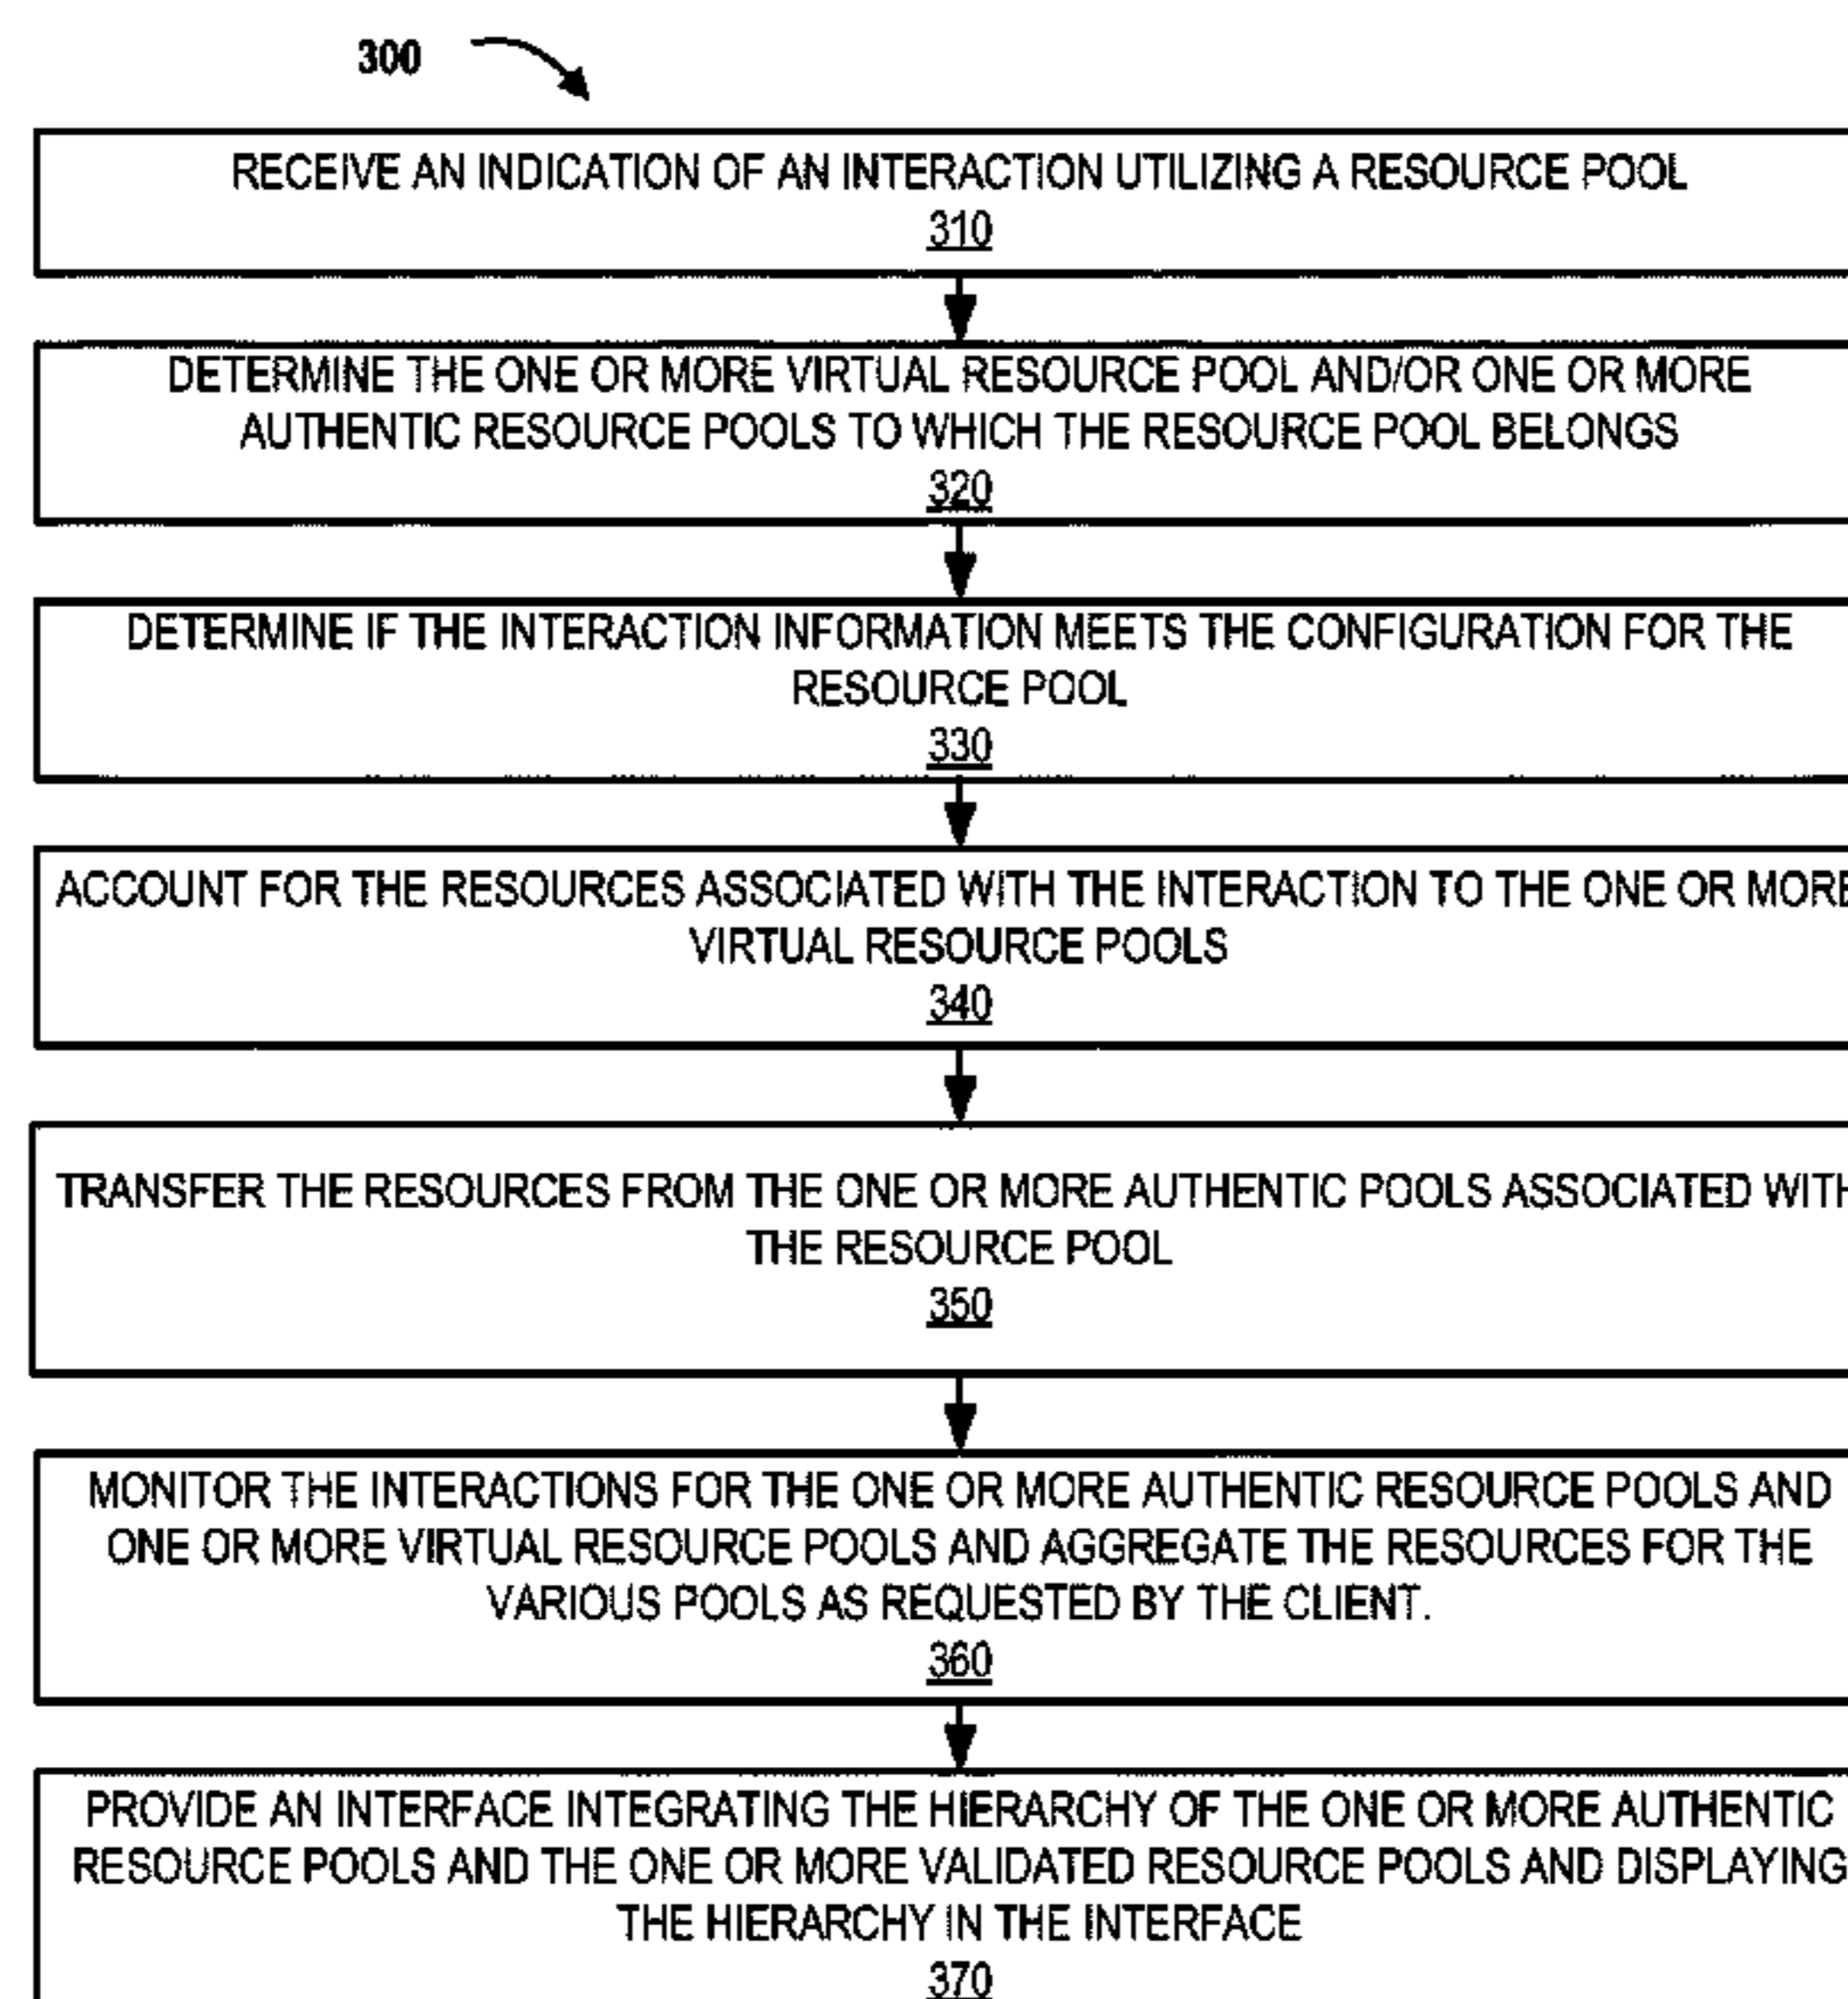 300
RECEIVE AN INDICATION OF AN INTERACTION UTILIZING A RESOURCE POOL
310
DETERMINE THE ONE OR MORE VIRTUAL RESOURCE POOL AND/OR ONE OR MORE
AUTHENTIC RESOURCE POOLS TO WHICH THE RESOURCE POOL BELONGS
320
DETERMINE IF THE INTERACTION INFORMATION MEETS THE CONFIGURATION FOR THE
RESOURCE POOL
330
ACCOUNT FOR THE RESOURCES ASSOCIATED WITH THE INTERACTION TO THE ONE OR MORE
VIRTUAL RESOURCE POOLS
340
TRANSFER THE RESOURCES FROM THE ONE OR MORE AUTHENTIC POOLS ASSOCIATED WITH
THE RESOURCE POOL
350
MONITOR THE INTERACTIONS FOR THE ONE OR MORE AUTHENTIC RESOURCE POOLS AND
ONE OR MORE VIRTUAL RESOURCE POOLS AND AGGREGATE THE RESOURCES FOR THE
VARIOUS POOLS AS REQUESTED BY THE CLIENT.
360
PROVIDE AN INTERFACE INTEGRATING THE HIERARCHY OF THE ONE OR MORE AUTHENTIC
RESOURCE POOLS AND THE ONE OR MORE VALIDATED RESOURCE POOLS AND DISPLAYING
THE HIERARCHY IN THE INTERFACE
370